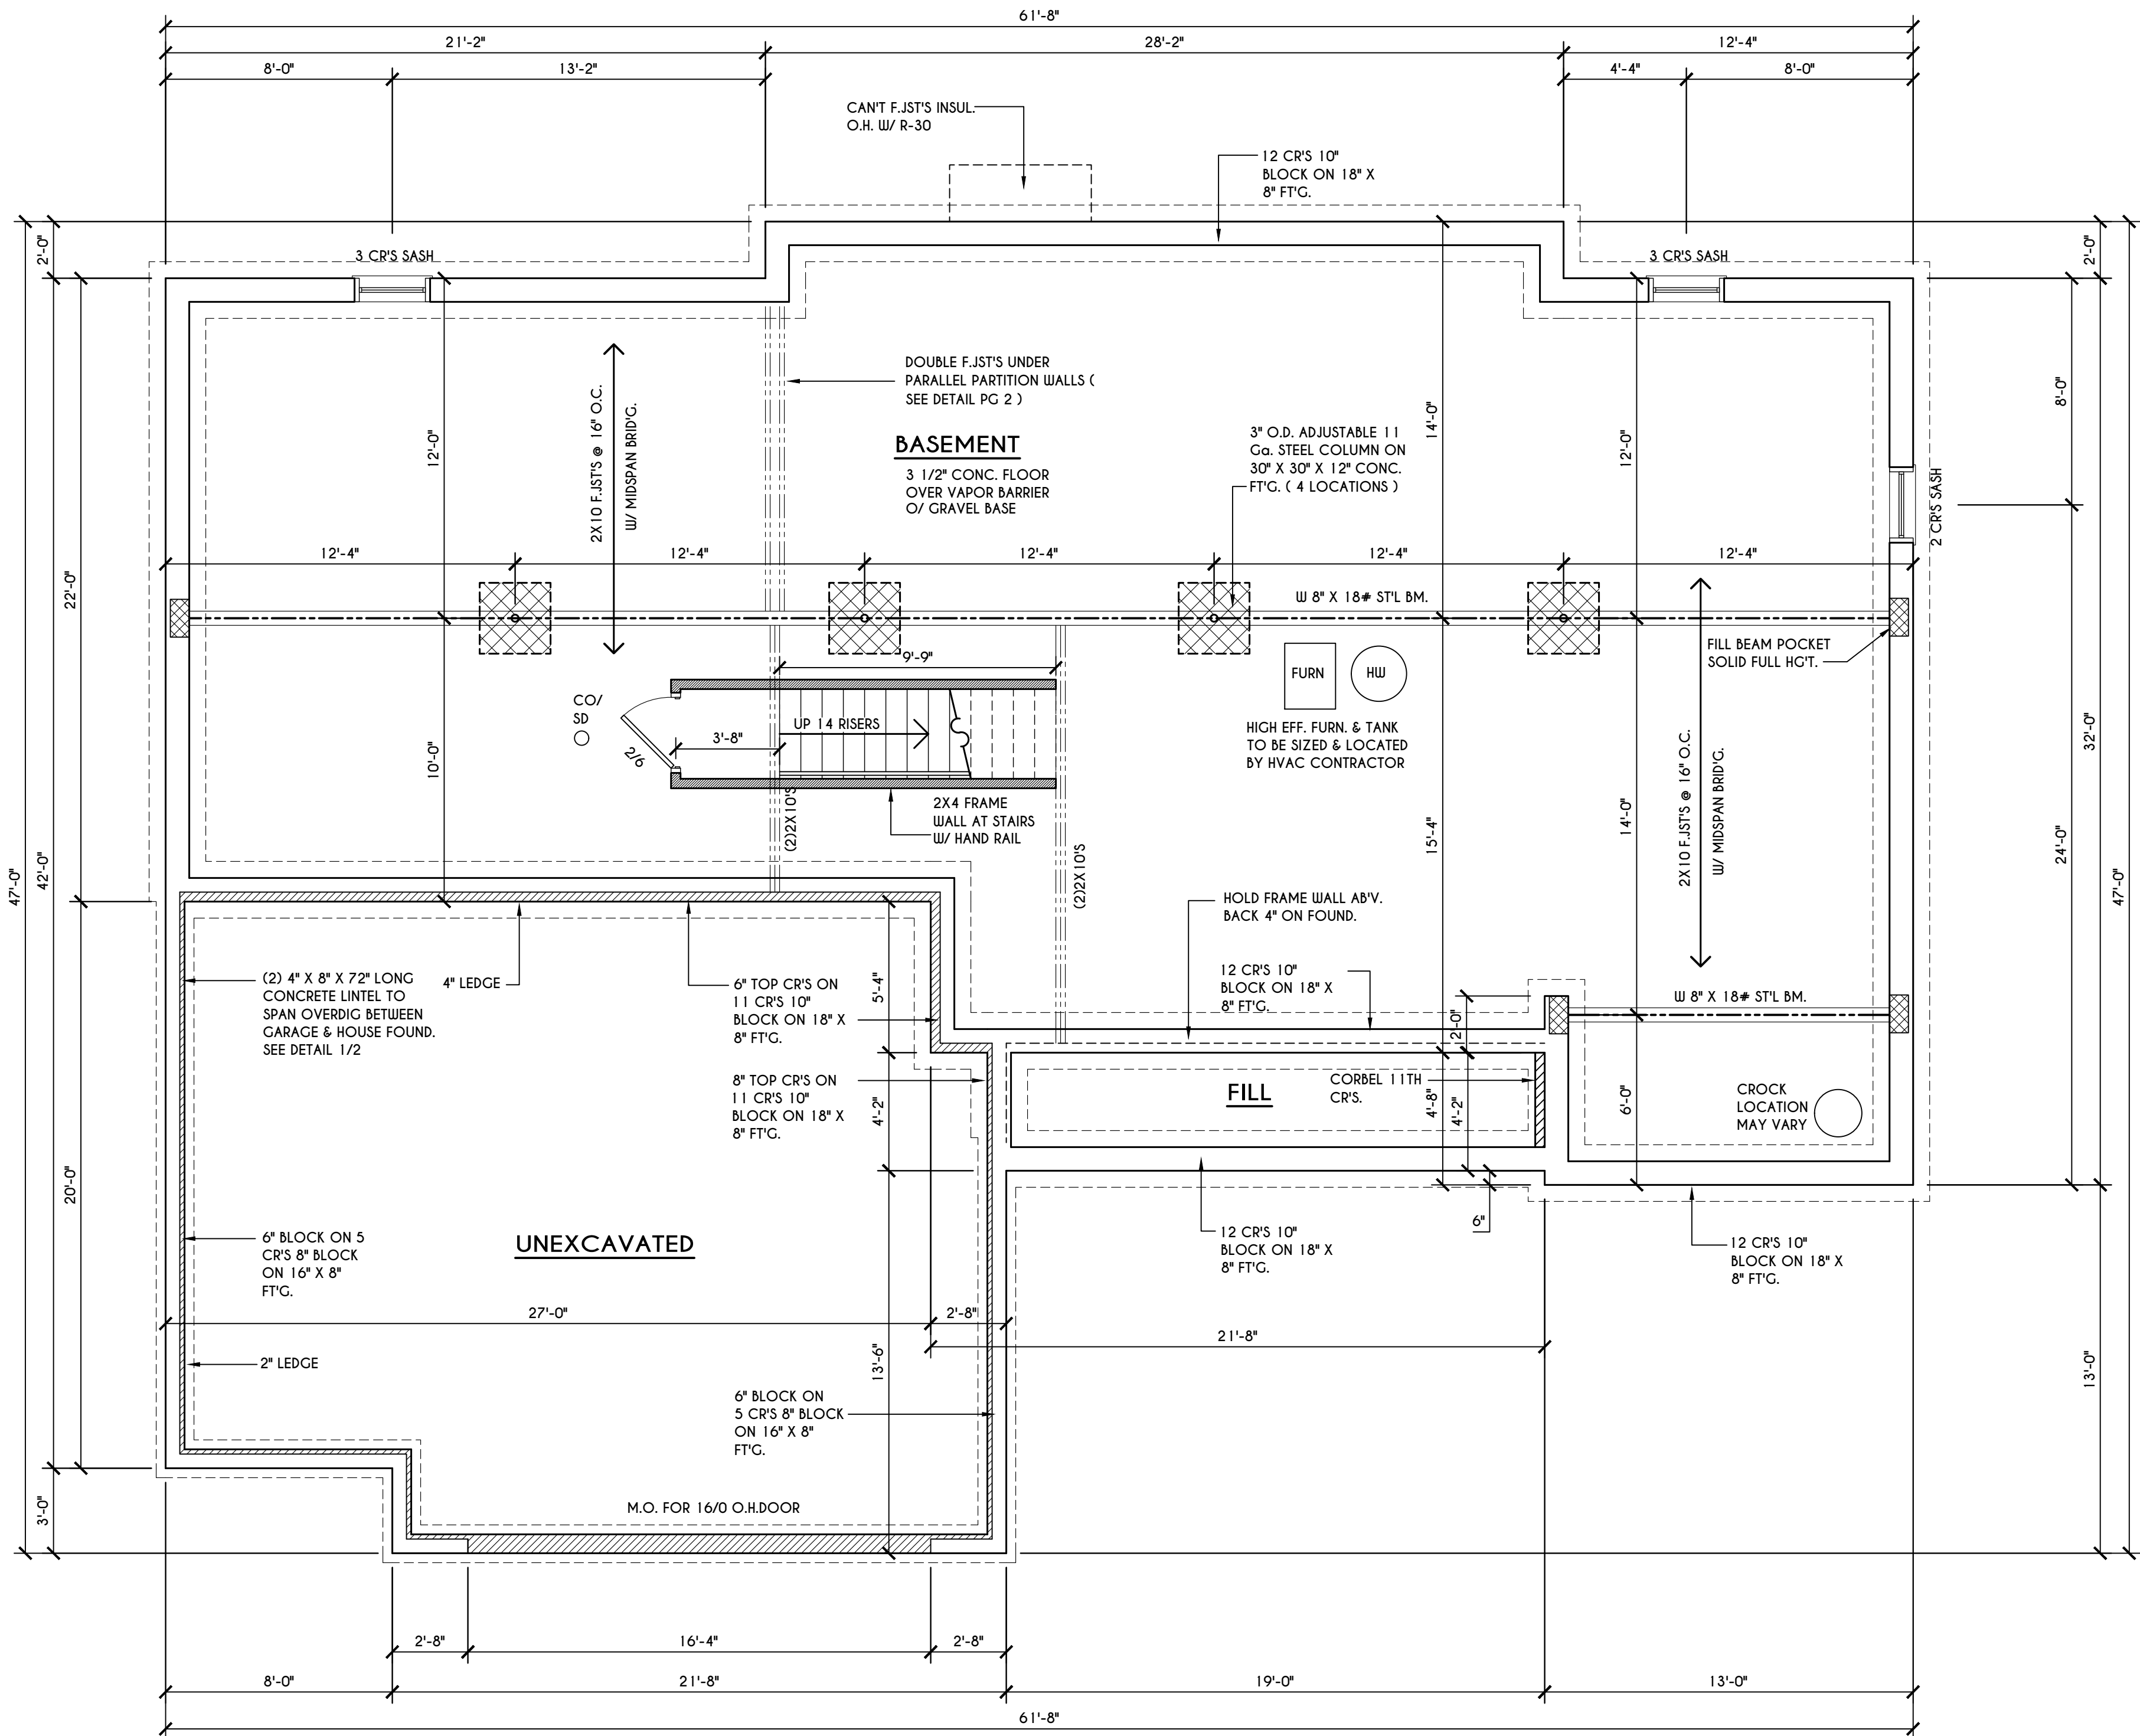 61'-8"
21'-2"
28'-2"
12'-4"
8'-0"
13'-2"
4'-4"
8'-0"
CAN'T F.JST'S INSUL.
O.H. W/ R-30
12 CR'S 10"
BLOCK ON 18" X
8" FT'G.
2'-0"
3 CR'S SASH
3 CR'S SASH
2'-0"
DOUBLE F.JST'S UNDER
PARALLEL PARTITION WALLS (
SEE DETAIL PG 2 )
2X10 F.JST'S @ 16" O.C.
W/ MIDSPAN BRID'G.
12'-0"
BASEMENT
3 1/2" CONC. FLOOR
OVER VAPOR BARRIER
O/ GRAVEL BASE
3" O.D. ADJUSTABLE 11
Ga. STEEL COLUMN ON
30" X 30" X 12" CONC.
FT'G. ( 4 LOCATIONS )
14'-0"
12'-0"
8'-0"
2 CR'S SASH
12'-4"
12'-4"
12'-4"
12'-4"
12'-4"
22'-0"
W 8" X 18# ST'L BM.
FILL BEAM POCKET
SOLID FULL HG'T.
9'-9"
FURN
HW
CO/
SD
UP 14 RISERS
3'-8"
2/6
HIGH EFF. FURN. & TANK
TO BE SIZED & LOCATED
BY HVAC CONTRACTOR
10'-0"
2X4 FRAME
WALL AT STAIRS
W/ HAND RAIL
(2)2X10'S
(2)2X10'S
15'-4"
14'-0"
2X10 F.JST'S @ 16" O.C.
W/ MIDSPAN BRID'G.
32'-0"
24'-0"
47'-0"
42'-0"
47'-0"
HOLD FRAME WALL AB'V.
BACK 4" ON FOUND.
(2) 4" X 8" X 72" LONG
CONCRETE LINTEL TO
SPAN OVERDIG BETWEEN
GARAGE & HOUSE FOUND.
SEE DETAIL 1/2
4" LEDGE
6" TOP CR'S ON
11 CR'S 10"
BLOCK ON 18" X
8" FT'G.
5'-4"
12 CR'S 10"
BLOCK ON 18" X
8" FT'G.
W 8" X 18# ST'L BM.
2'-0"
8" TOP CR'S ON
11 CR'S 10"
BLOCK ON 18" X
8" FT'G.
4'-2"
FILL
CORBEL 11TH
CR'S.
4'-8"
4'-2"
6'-0"
CROCK
LOCATION
MAY VARY
20'-0"
6" BLOCK ON 5
CR'S 8" BLOCK
ON 16" X 8"
FT'G.
UNEXCAVATED
12 CR'S 10"
BLOCK ON 18" X
8" FT'G.
6"
12 CR'S 10"
BLOCK ON 18" X
8" FT'G.
27'-0"
2'-8"
21'-8"
2" LEDGE
13'-6"
13'-0"
6" BLOCK ON
5 CR'S 8" BLOCK
ON 16" X 8"
FT'G.
M.O. FOR 16/0 O.H.DOOR
3'-0"
2'-8"
16'-4"
2'-8"
8'-0"
21'-8"
19'-0"
13'-0"
61'-8"